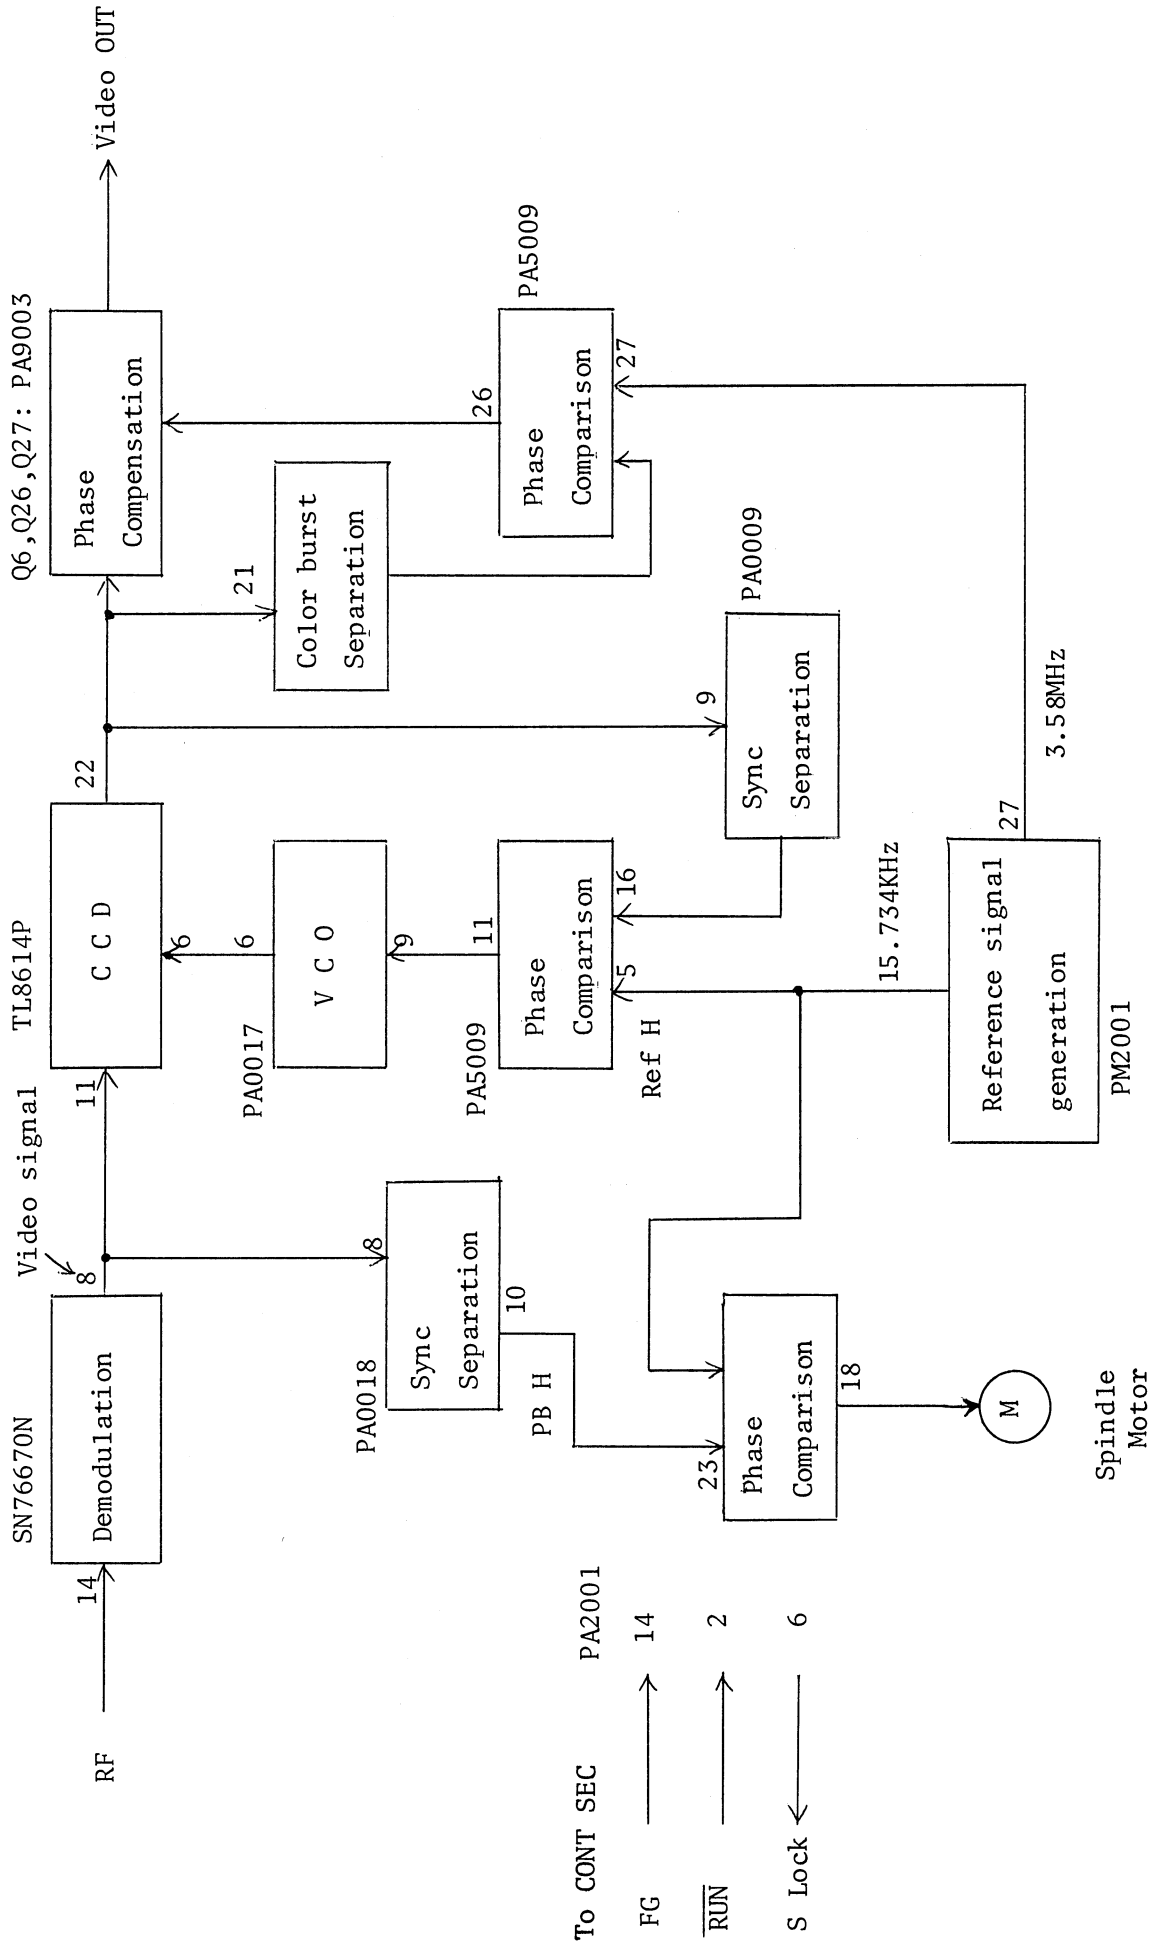 SN76670N
Video signal
TL8614P
Q6,Q26,Q27: PA9003
RF
14
Demodulation
8
11
C C D
22
Phase
Compensation
Video OUT
6
6
PA0017
V C O
9
21
Color burst
Separation
26
PA5009
Phase
Comparison
27
PA0018
8
Sync
Separation
10
PB H
PA5009
11
Phase
Comparison
5
16
Ref H
9
PA0009
Sync
Separation
To CONT SEC
PA2001
FG
14
RUN
2
S Lock
6
23
Phase
Comparison
18
M
Spindle
Motor
15.734KHz
Reference signal
generation
27
3.58MHz
PM2001